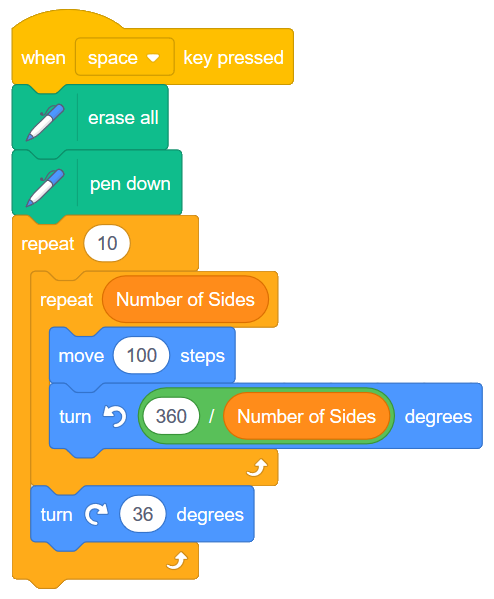 when space key pressed
erase all
pen down
repeat 10
repeat Number of Sides
move 100 steps
turn 360 / Number of Sides degrees
turn 36 degrees